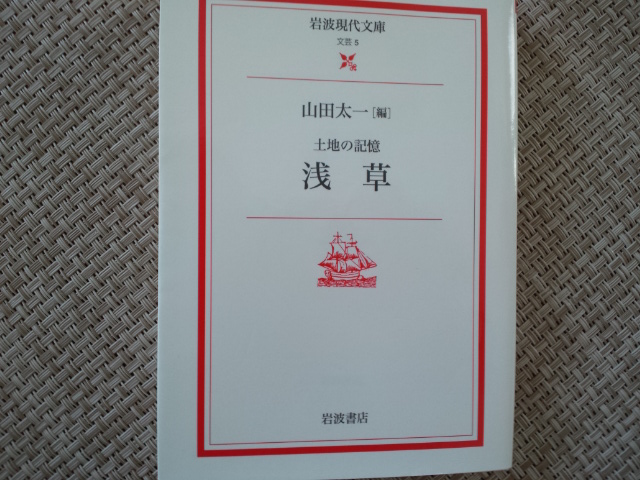 岩波現代文庫
文芸 5
山田太一[編]
土地の記憶
浅草
岩波書店